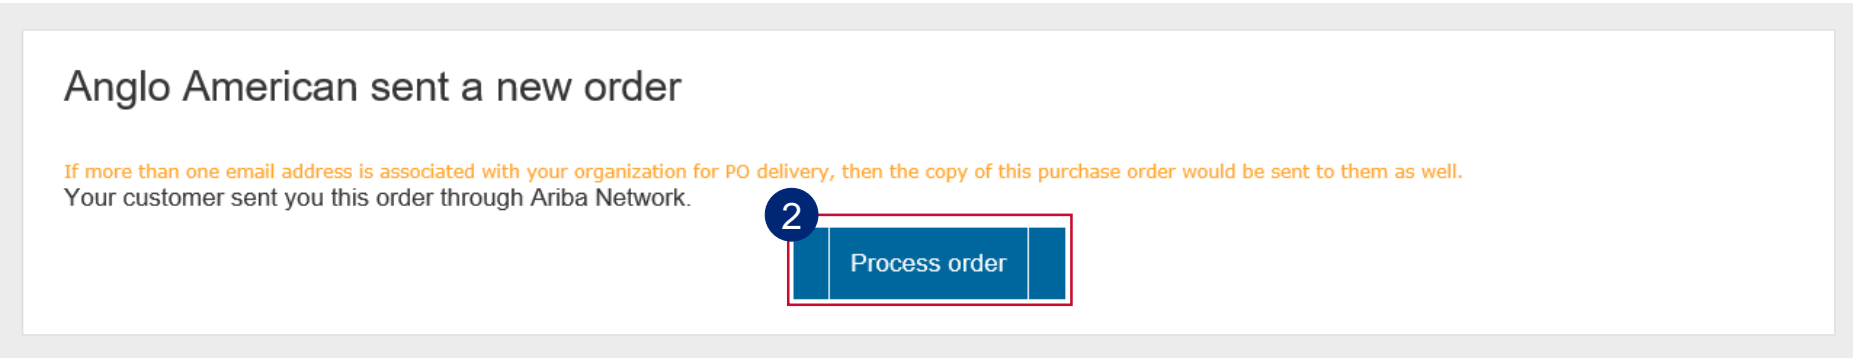 Anglo American sent a new order
If more than one email address is associated with your organization for PO delivery, then the copy of this purchase order would be sent to them as well.
Your customer sent you this order through Ariba Network.
2
Process order